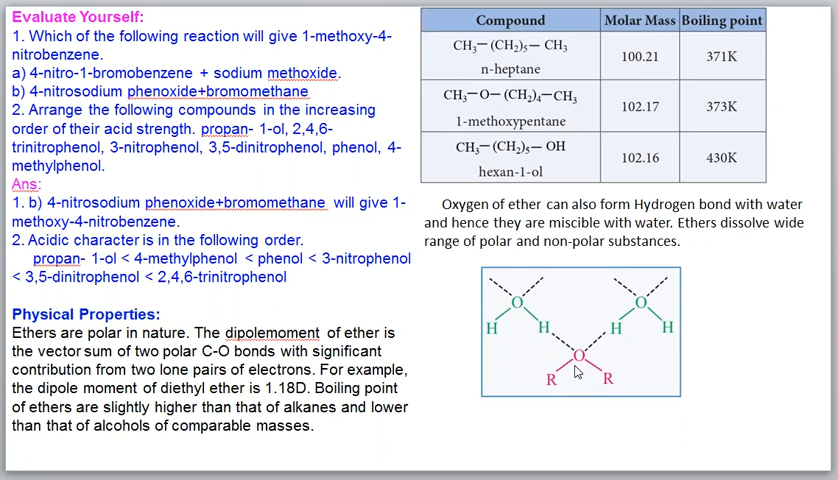 Evaluate Yourself:
1. Which of the following reaction will give 1-methoxy-4-
nitrobenzene.
a) 4-nitro-1-bromobenzene + sodium methoxide.
b) 4-nitrosodium phenoxide+bromomethane
2. Arrange the following compounds in the increasing
order of their acid strength. propan- 1-ol, 2,4,6-
trinitrophenol, 3-nitrophenol, 3,5-dinitrophenol, phenol, 4-
methylphenol.
Ans:
1. b) 4-nitrosodium phenoxide+bromomethane will give 1-
methoxy-4-nitrobenzene.
2. Acidic character is in the following order.
propan- 1-ol < 4-methylphenol < phenol < 3-nitrophenol
< 3,5-dinitrophenol < 2,4,6-trinitrophenol
Physical Properties:
Ethers are polar in nature. The dipolemoment of ether is
the vector sum of two polar C-O bonds with significant
contribution from two lone pairs of electrons. For example,
the dipole moment of diethyl ether is 1.18D. Boiling point
of ethers are slightly higher than that of alkanes and lower
than that of alcohols of comparable masses.
Compound Molar Mass Boiling point
CH₃—(CH₂)₅—CH₃
n-heptane
100.21 371K
CH₃—O—(CH₂)₄—CH₃
1-methoxypentane
102.17 373K
CH₃—(CH₂)₅—OH
hexan-1-ol
102.16 430K
Oxygen of ether can also form Hydrogen bond with water
and hence they are miscible with water. Ethers dissolve wide
range of polar and non-polar substances.
O O
H H H H
O
R R